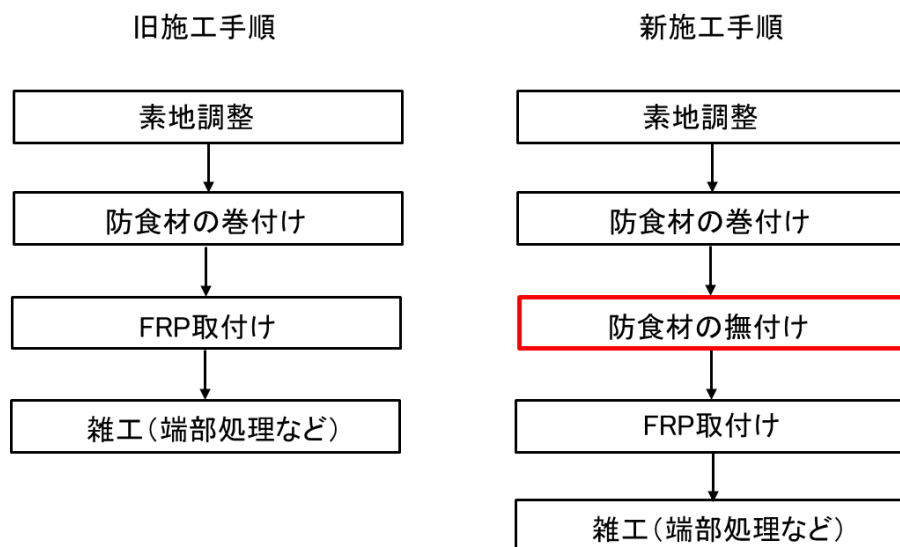 旧施工手順
素地調整
防食材の巻付け
FRP取付け
雑工(端部処理など)
新施工手順
素地調整
防食材の巻付け
防食材の撫付け
FRP取付け
雑工(端部処理など)